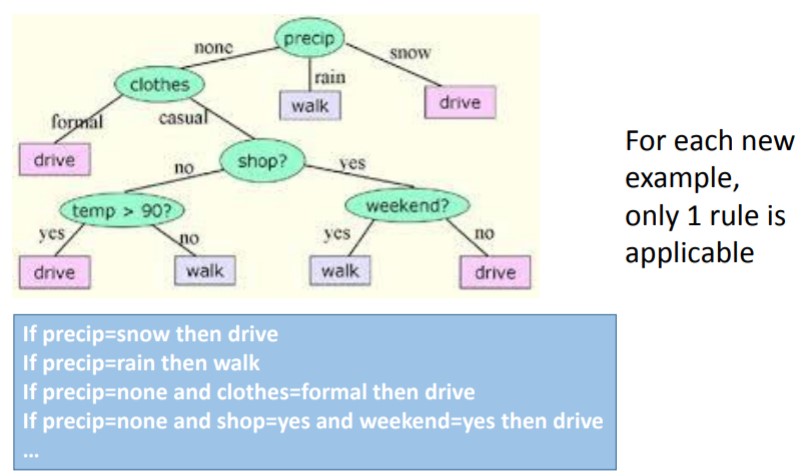 precip
none
snow
clothes
rain
walk
drive
formal
casual
drive
shop?
no
yes
temp > 90?
weekend?
yes
no
yes
no
drive
walk
walk
drive
For each new
example,
only 1 rule is
applicable
If precip=snow then drive
If precip=rain then walk
If precip=none and clothes=formal then drive
If precip=none and shop=yes and weekend=yes then drive
...